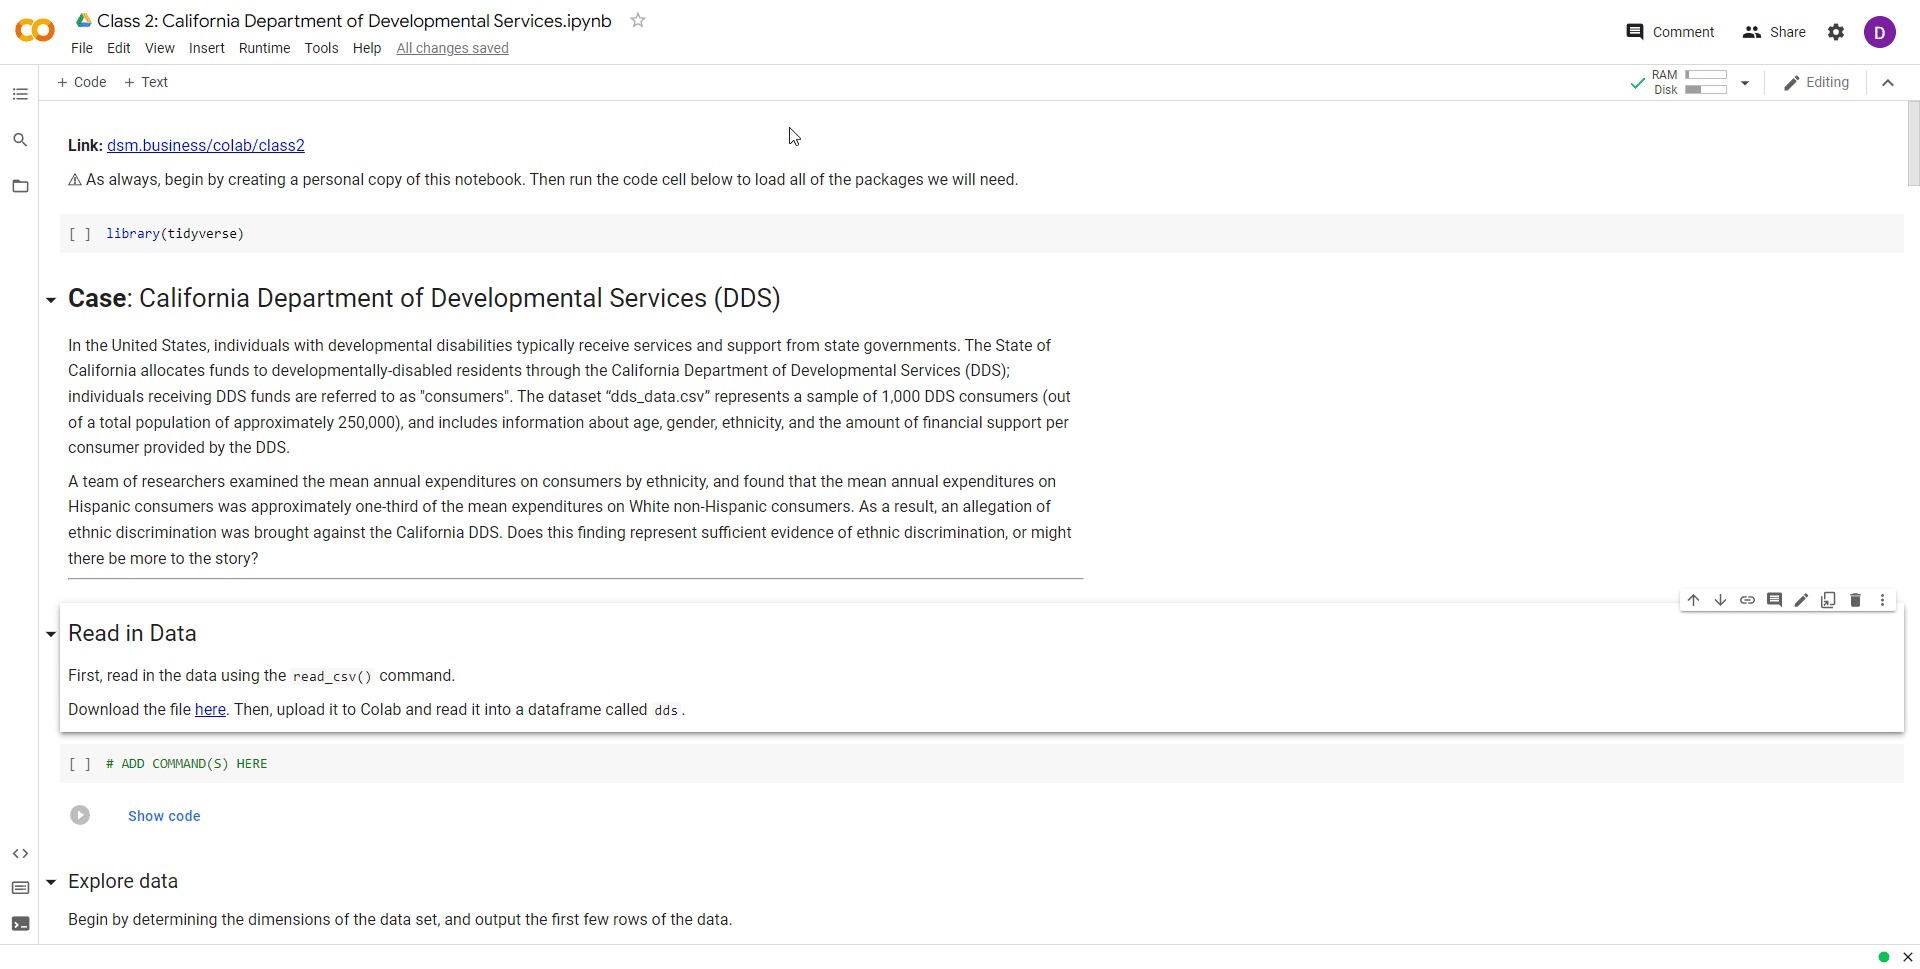 Class 2: California Department of Developmental Services.ipynb
File Edit View Insert Runtime Tools Help All changes saved
Comment Share D
+ Code + Text
RAM
Disk
Editing
Link: dsm.business/colab/class2
⚠ As always, begin by creating a personal copy of this notebook. Then run the code cell below to load all of the packages we will need.
[ ] library(tidyverse)
Case: California Department of Developmental Services (DDS)
In the United States, individuals with developmental disabilities typically receive services and support from state governments. The State of
California allocates funds to developmentally-disabled residents through the California Department of Developmental Services (DDS);
individuals receiving DDS funds are referred to as "consumers". The dataset “dds_data.csv” represents a sample of 1,000 DDS consumers (out
of a total population of approximately 250,000), and includes information about age, gender, ethnicity, and the amount of financial support per
consumer provided by the DDS.
A team of researchers examined the mean annual expenditures on consumers by ethnicity, and found that the mean annual expenditures on
Hispanic consumers was approximately one-third of the mean expenditures on White non-Hispanic consumers. As a result, an allegation of
ethnic discrimination was brought against the California DDS. Does this finding represent sufficient evidence of ethnic discrimination, or might
there be more to the story?
Read in Data
First, read in the data using the read_csv() command.
Download the file here. Then, upload it to Colab and read it into a dataframe called dds.
[ ] # ADD COMMAND(S) HERE
Show code
Explore data
Begin by determining the dimensions of the data set, and output the first few rows of the data.